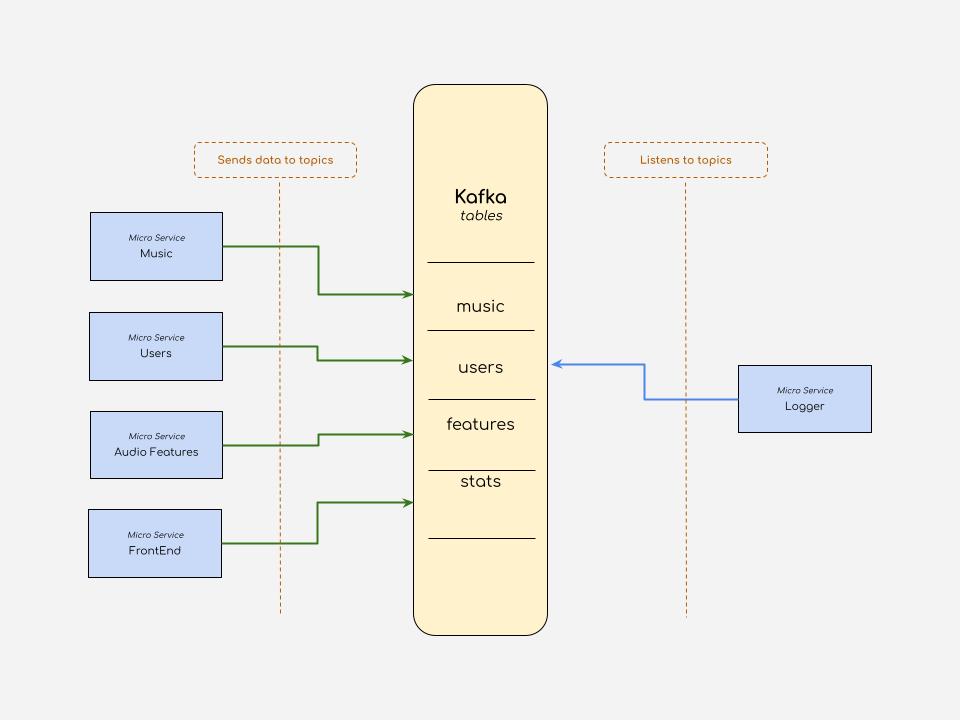 Sends data to topics
Listens to topics
Kafka
tables
Micro Service
Music
music
Micro Service
Users
users
Micro Service
Logger
features
Micro Service
Audio Features
stats
Micro Service
FrontEnd